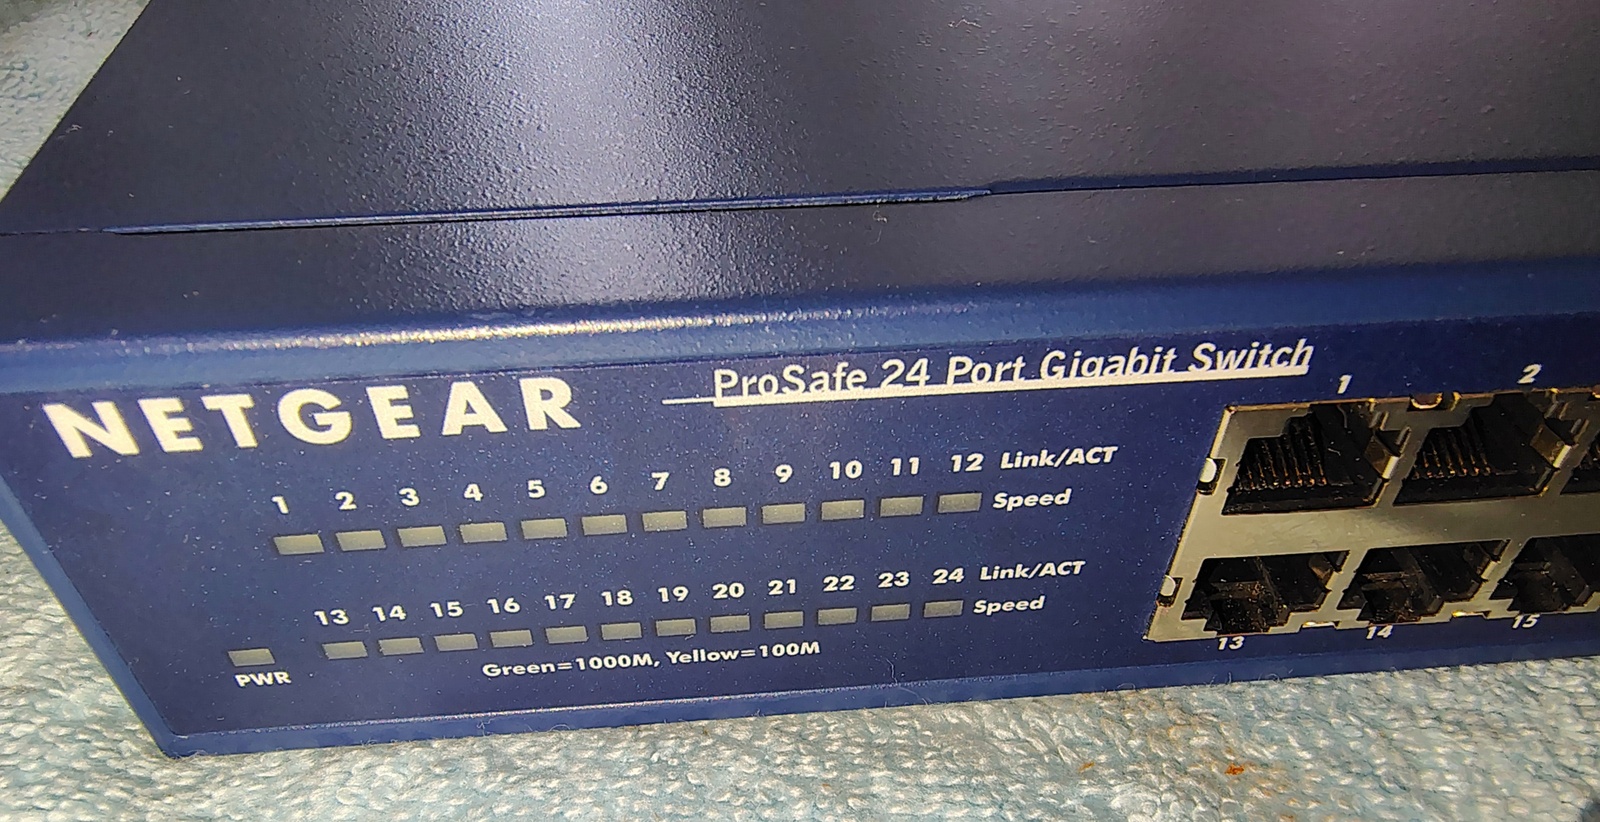 NETGEAR
ProSafe 24 Port Gigabit Switch
1 2 3 4 5 6 7 8 9 10 11 12 Link/ACT
Speed
13 14 15 16 17 18 19 20 21 22 23 24 Link/ACT
Speed
PWR
Green=1000M, Yellow=100M
1 2
13 14 15